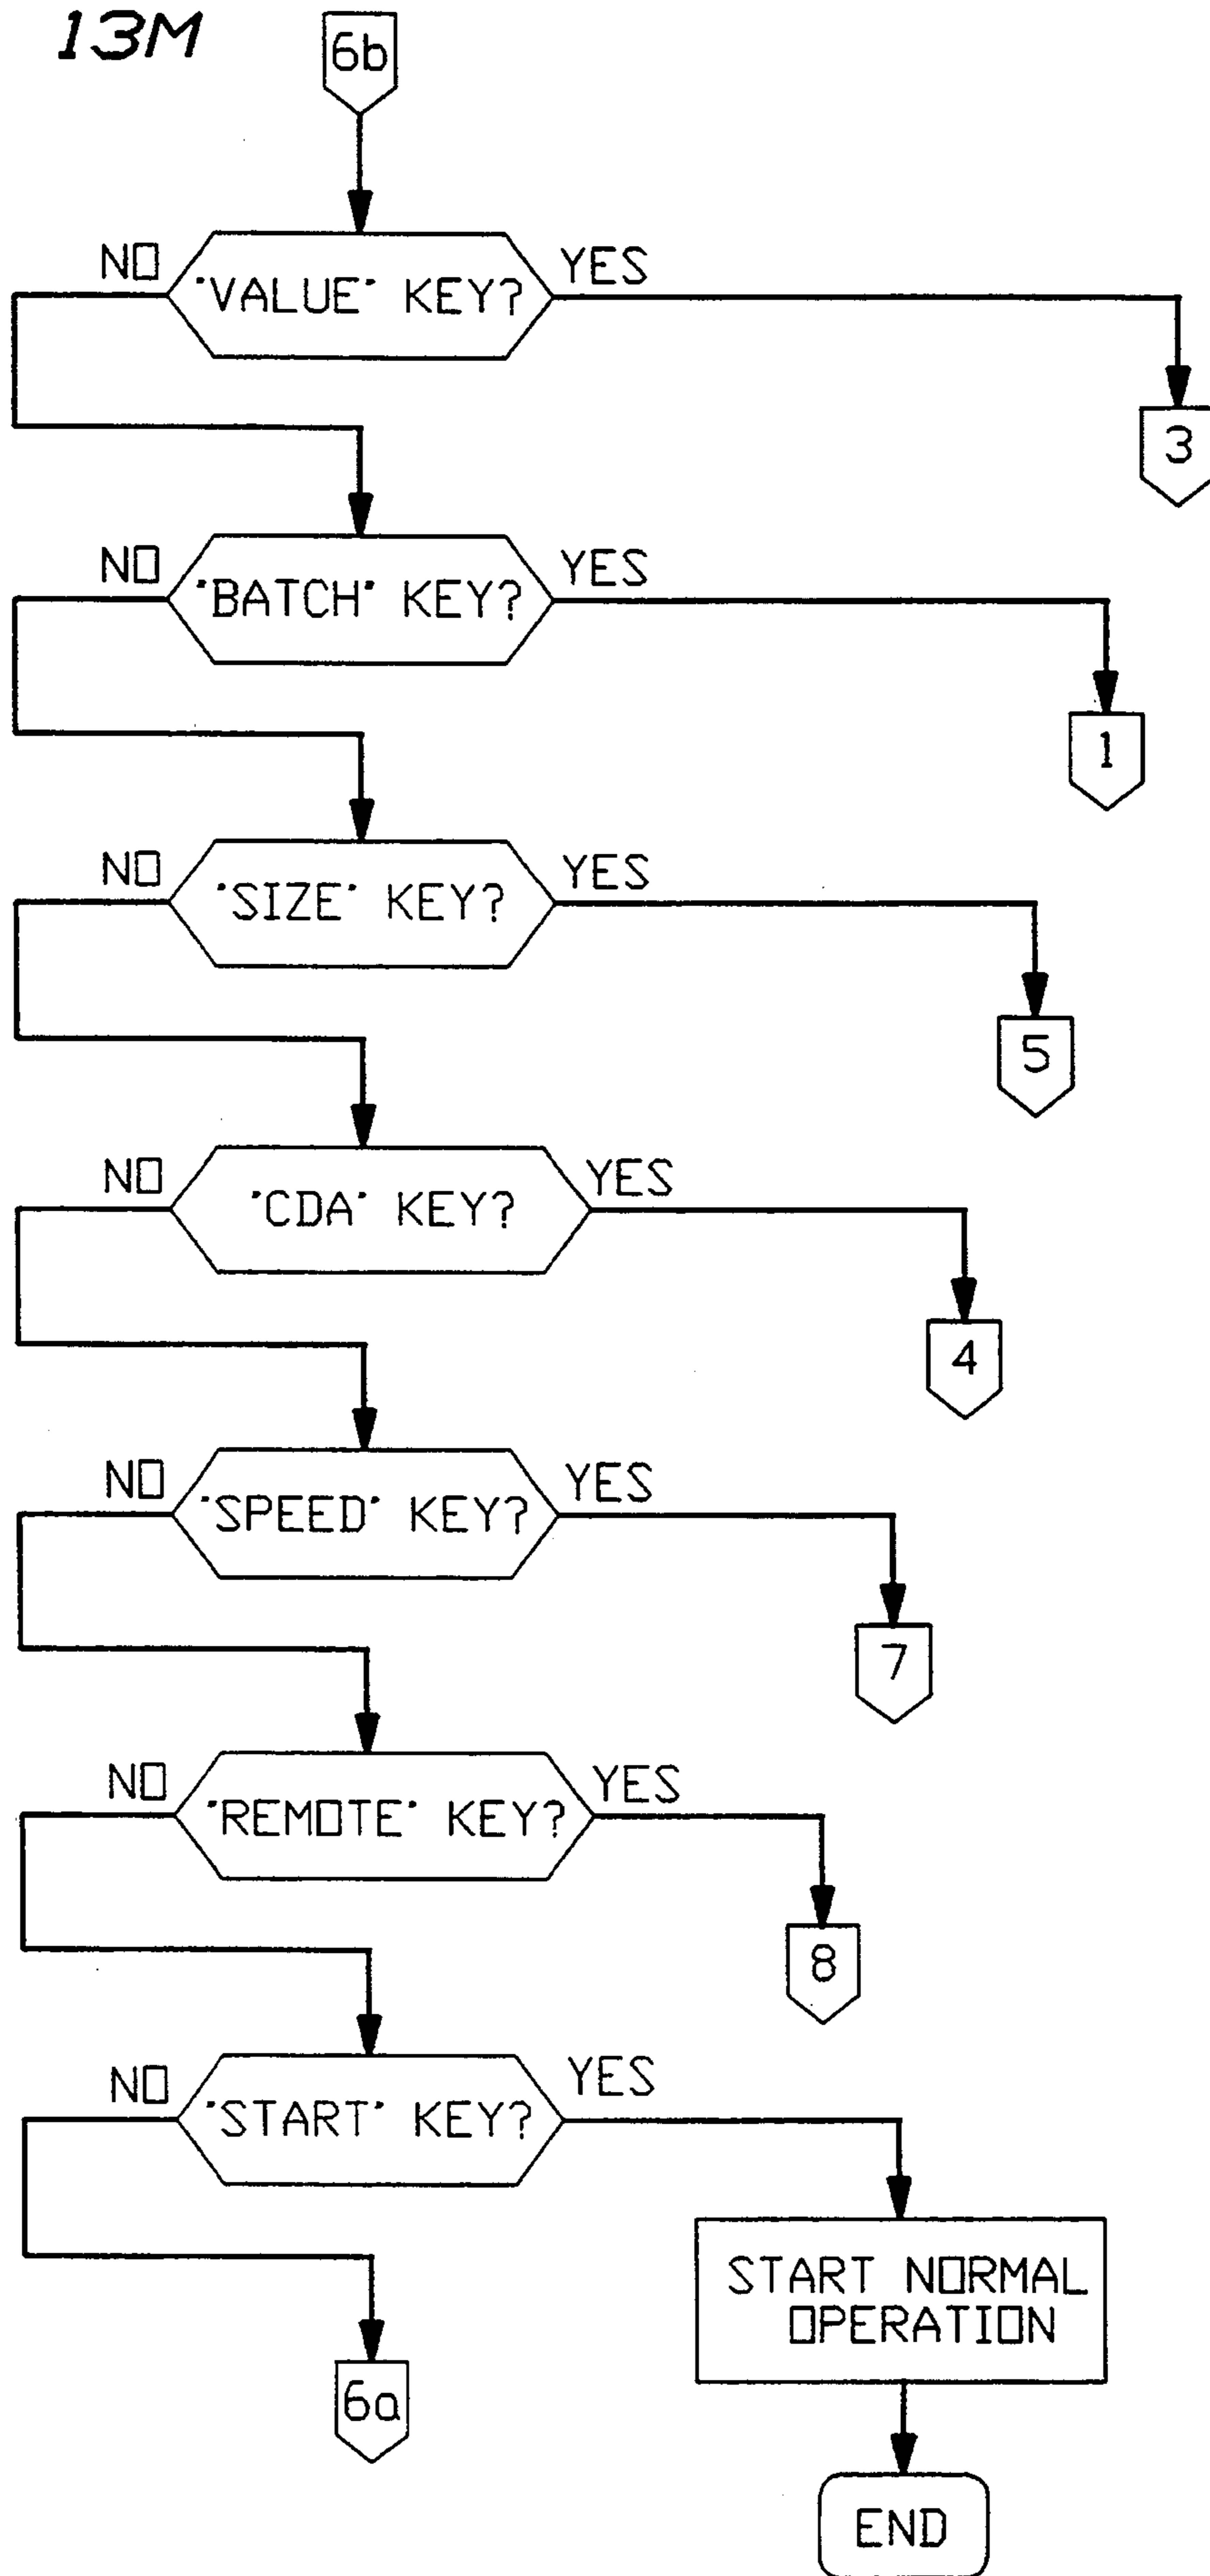 13M
6b
NO
"VALUE" KEY?
YES
3
NO
"BATCH" KEY?
YES
1
NO
"SIZE" KEY?
YES
5
NO
"CDA" KEY?
YES
4
NO
"SPEED" KEY?
YES
7
NO
"REMOTE" KEY?
YES
8
NO
"START" KEY?
YES
START NORMAL
OPERATION
6a
END